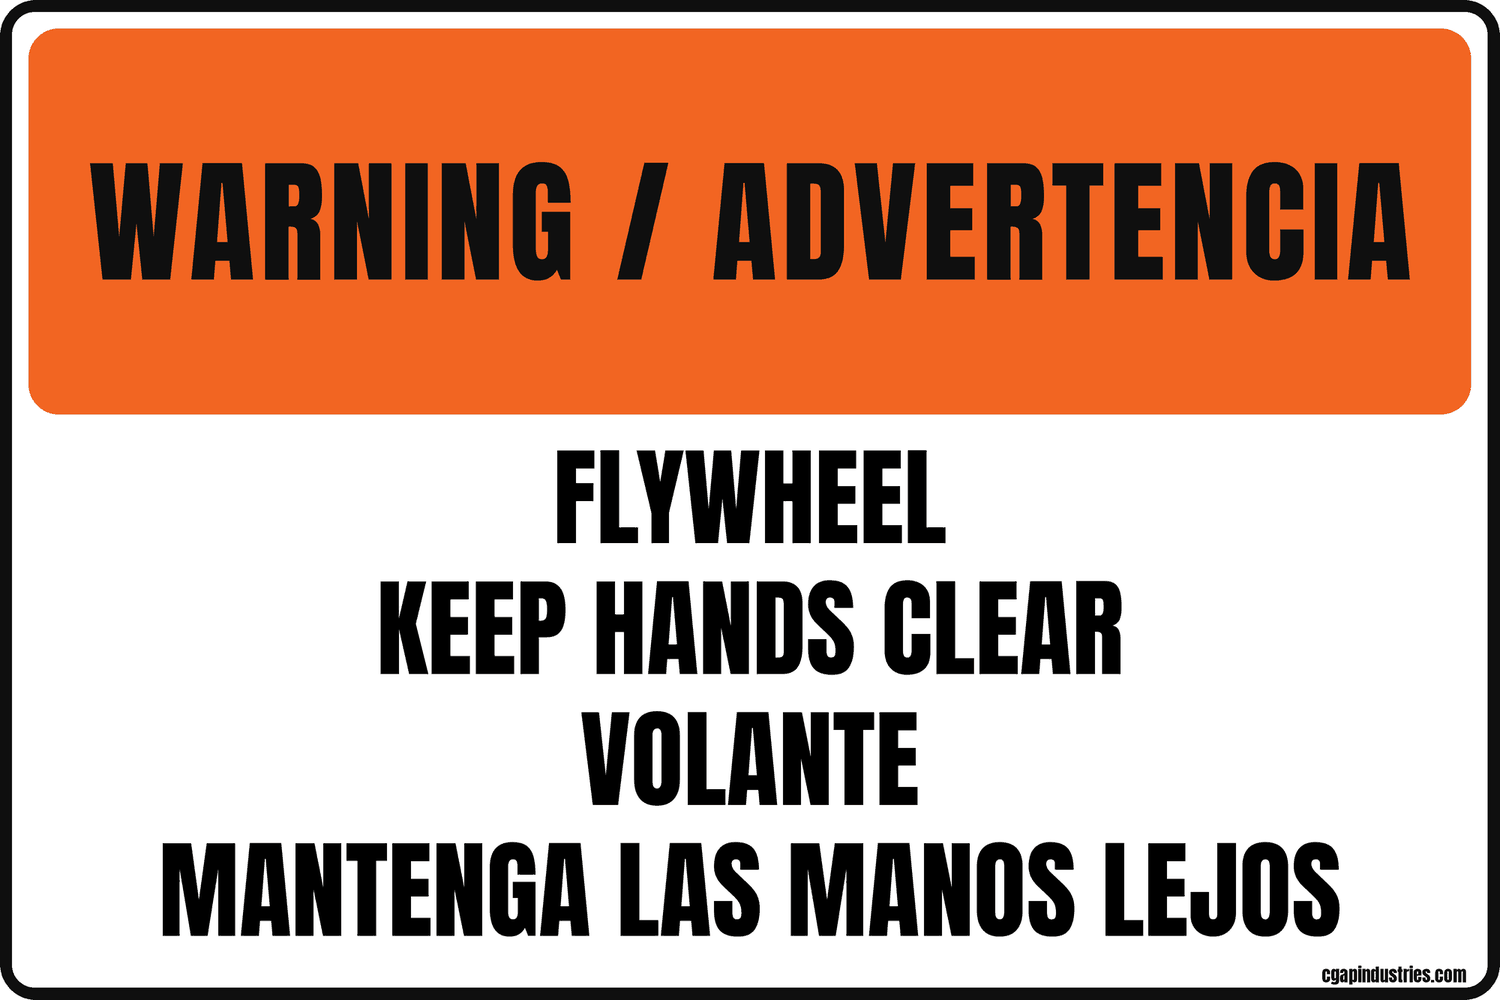 WARNING / ADVERTENCIA
FLYWHEEL
KEEP HANDS CLEAR
VOLANTE
MANTENGA LAS MANOS LEJOS
cgapindustries.com